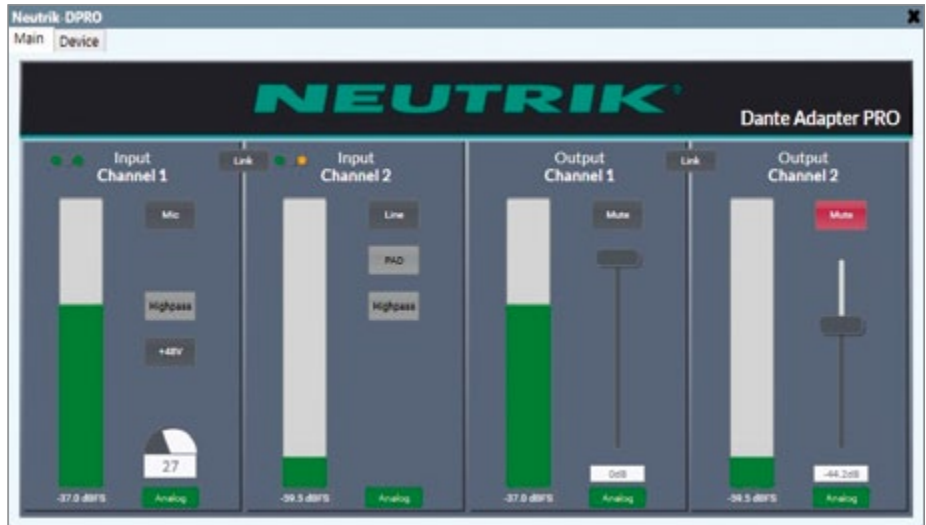 Neutrik DPRO
Main Device
NEUTRIK
Dante Adapter PRO
Input
Channel 1
Link
Input
Channel 2
Output
Channel 1
Link
Output
Channel 2
Mic
Line
Mute
Mute
PAD
Highpass
Highpass
+48V
27
0dB
-44.2dB
-37.0 dBFS
Analog
-59.5 dBFS
Analog
-37.0 dBFS
Analog
-59.5 dBFS
Analog